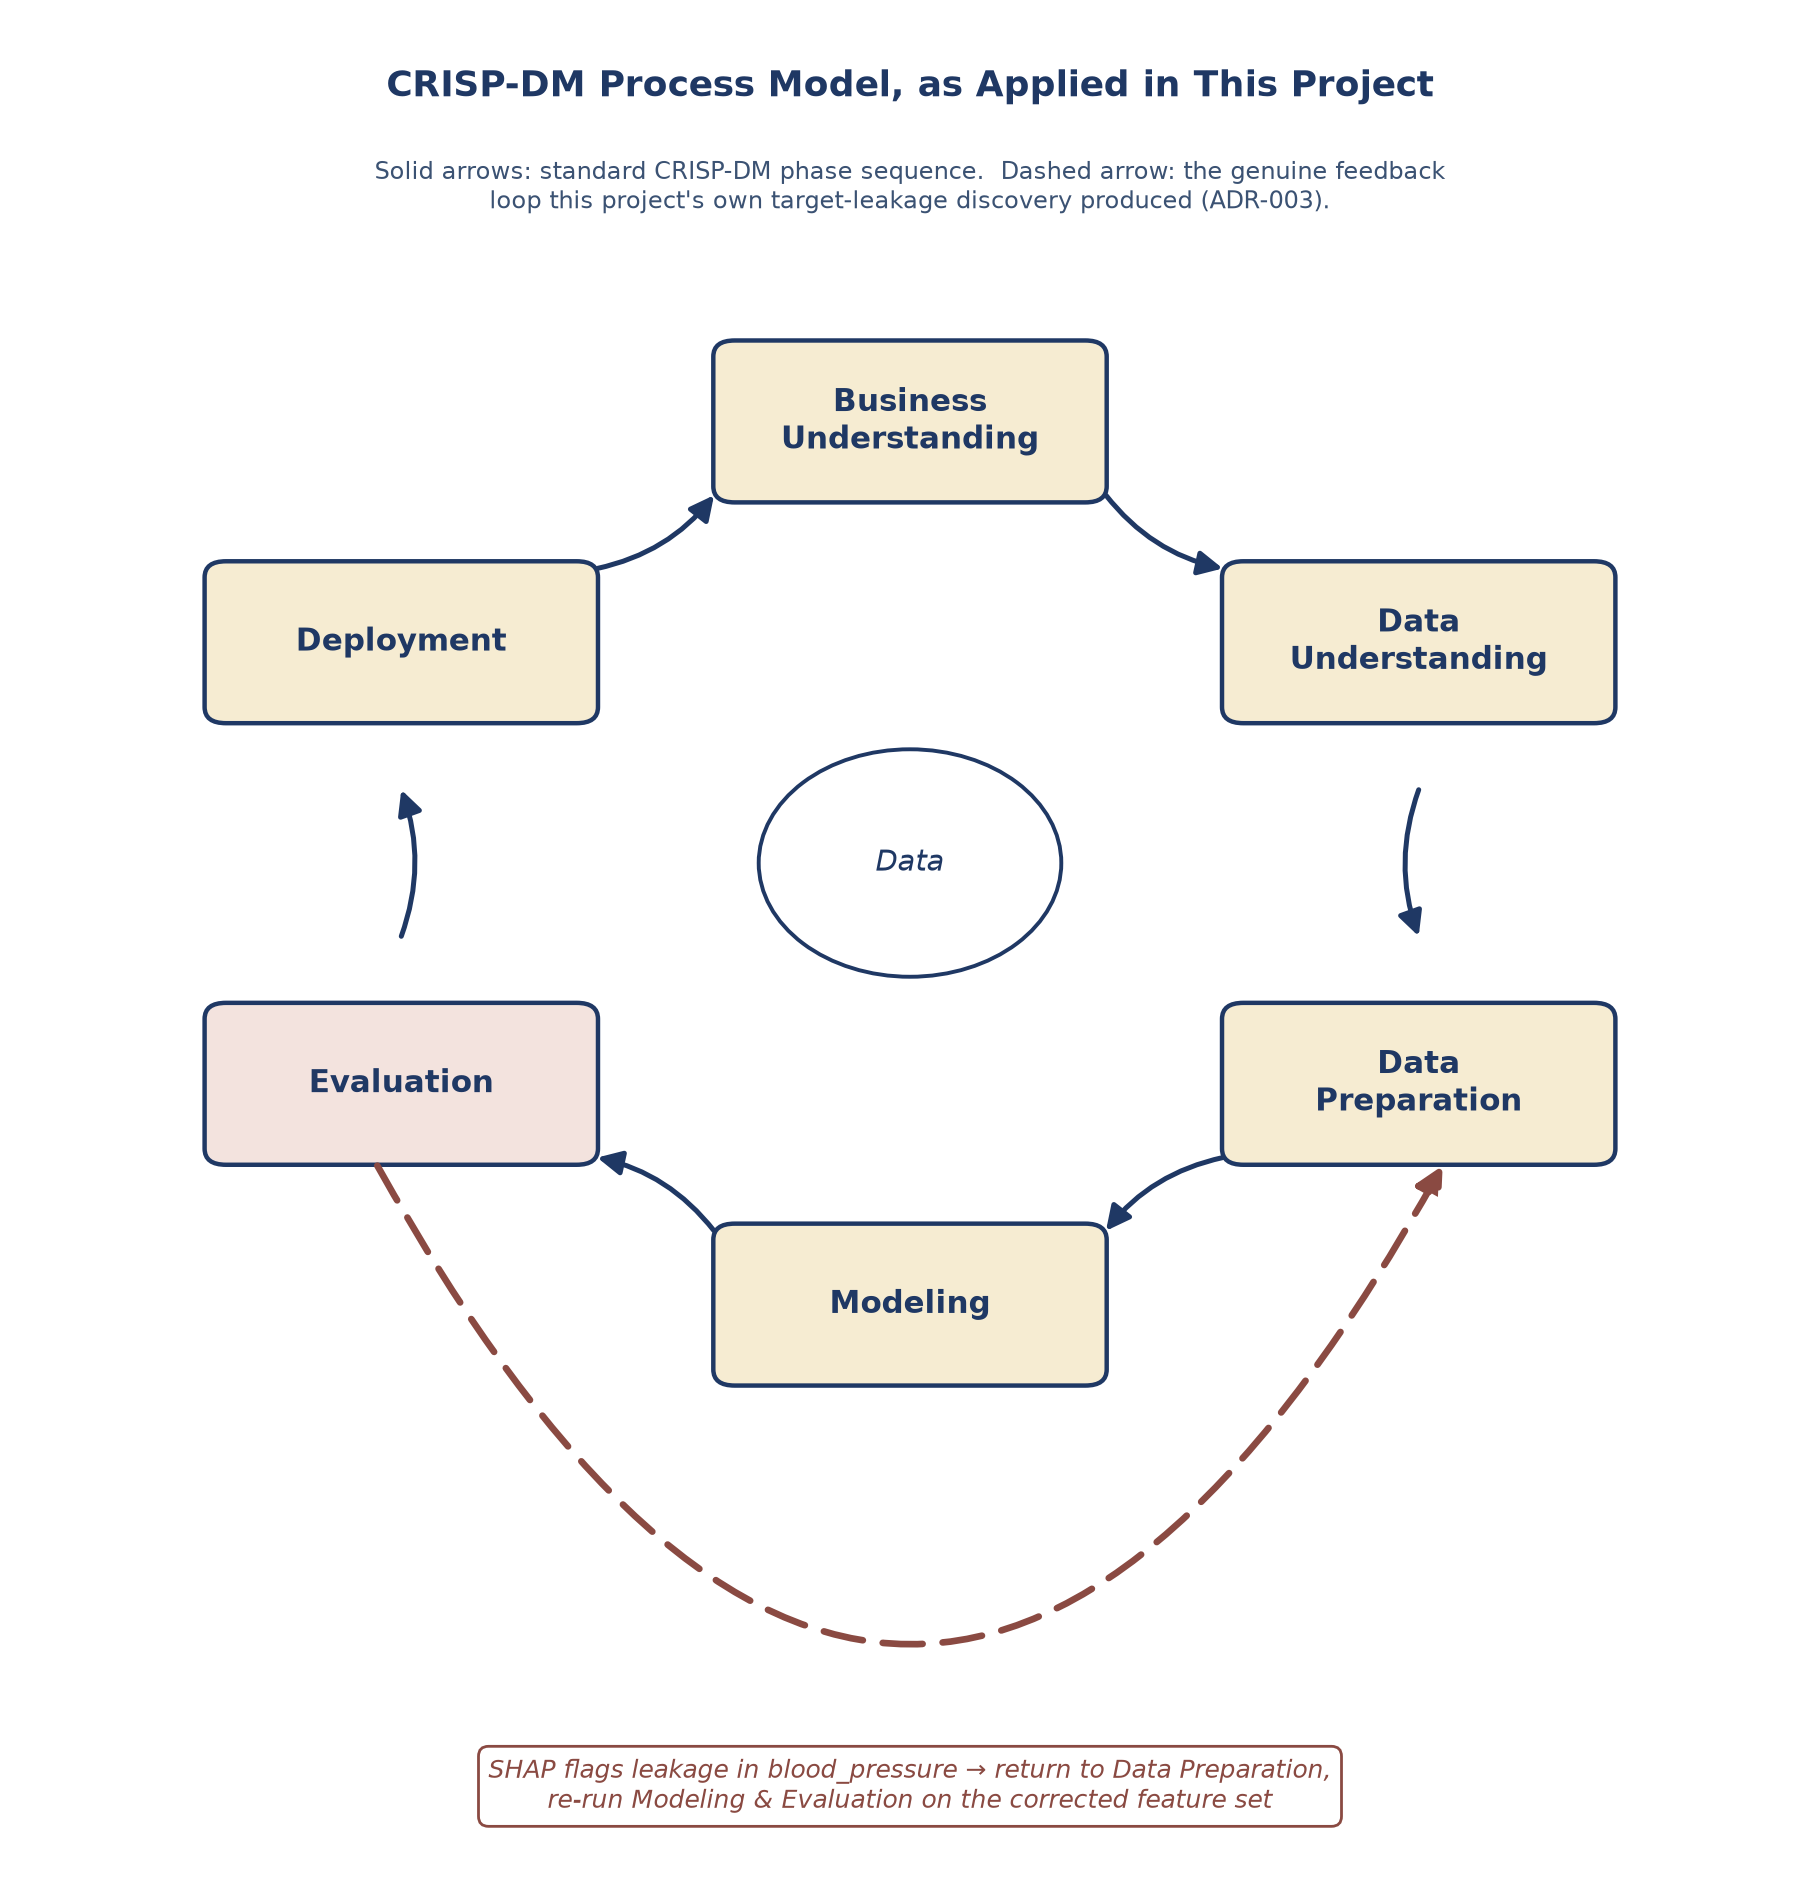 CRISP-DM Process Model, as Applied in This Project
Solid arrows: standard CRISP-DM phase sequence.  Dashed arrow: the genuine feedback
loop this project's own target-leakage discovery produced (ADR-003).
Business
Understanding
Deployment
Data
Understanding
Data
Evaluation
Data
Preparation
Modeling
SHAP flags leakage in blood_pressure → return to Data Preparation,
re-run Modeling & Evaluation on the corrected feature set